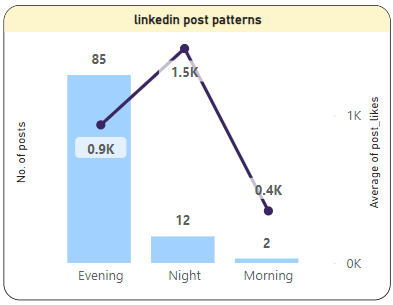 linkedin post patterns
85
1.5K
1K
0.9K
0.4K
12
2
0K
Evening
Night
Morning
No. of posts
Average of post_likes